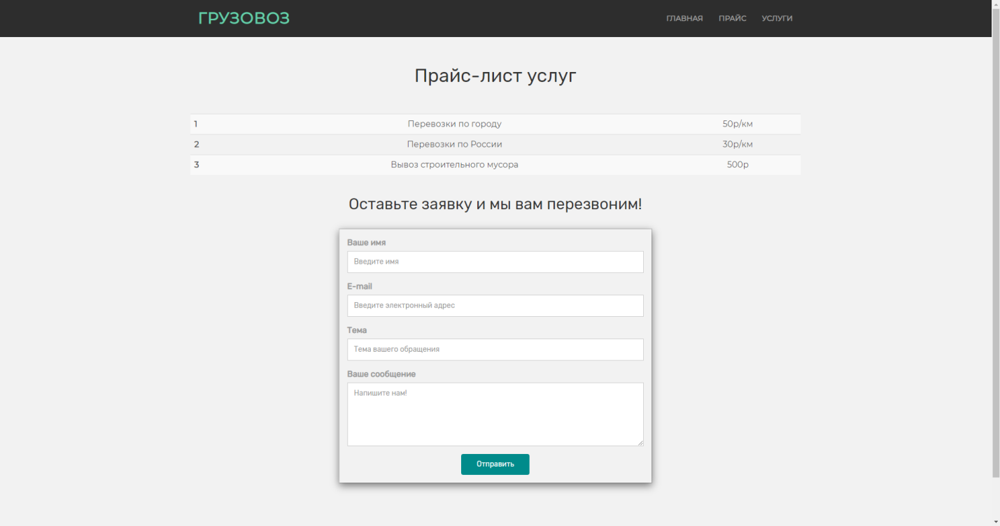 ГРУЗОВОЗ ГЛАВНАЯ ПРАЙС УСЛУГИ
Прайс-лист услуг
1 Перевозки по городу 50р/км
2 Перевозки по России 30р/км
3 Вывоз строительного мусора 500р
Оставьте заявку и мы вам перезвоним!
Ваше имя
Введите имя
E-mail
Введите электронный адрес
Тема
Тема вашего обращения
Ваше сообщение
Напишите нам!
Отправить